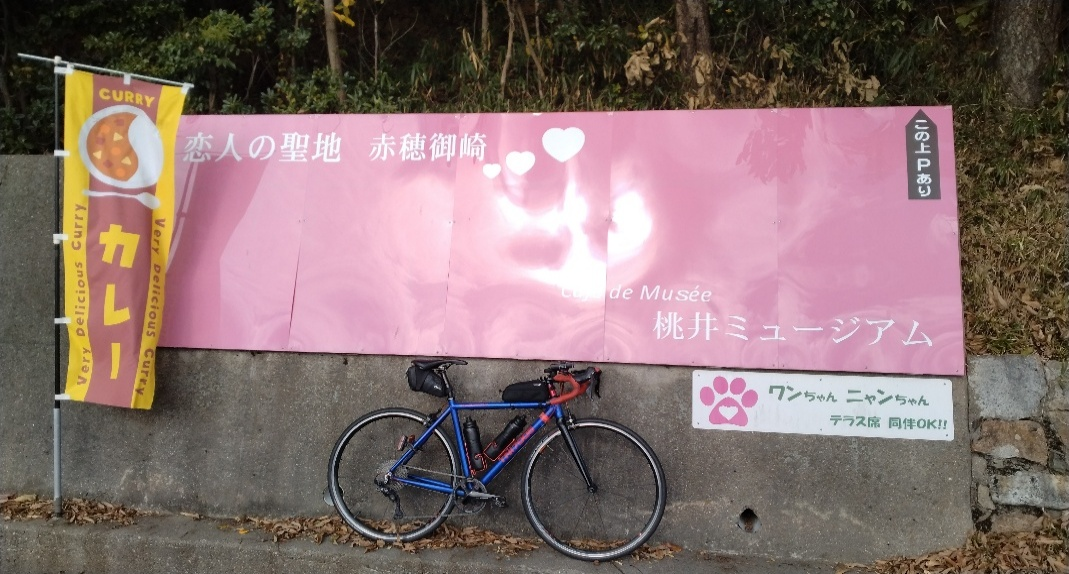 CURRY
カレー
Very Delicious Curry
Very Delicious Curry
恋人の聖地 赤穂御崎
この上Pあり
de Musée
桃井ミュージアム
ワンちゃん ニャンちゃん
テラス席 同伴OK!!